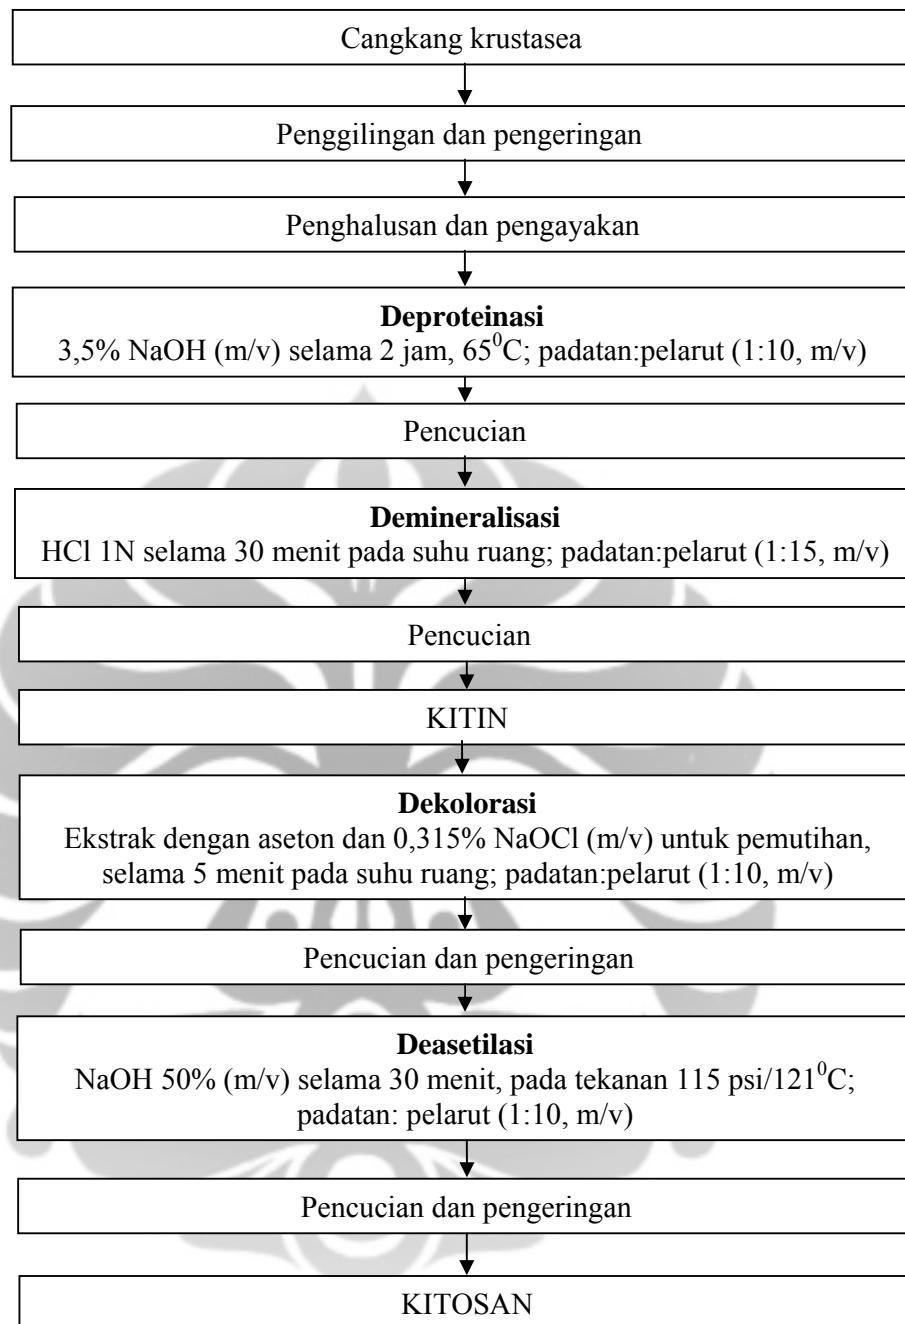 Cangkang krustasea
Penggilingan dan pengeringan
Penghalusan dan pengayakan
Deproteinasi
3,5% NaOH (m/v) selama 2 jam, 65⁰C; padatan:pelarut (1:10, m/v)
Pencucian
Demineralisasi
HCl 1N selama 30 menit pada suhu ruang; padatan:pelarut (1:15, m/v)
Pencucian
KITIN
Dekolorasi
Ekstrak dengan aseton dan 0,315% NaOCl (m/v) untuk pemutihan,
selama 5 menit pada suhu ruang; padatan:pelarut (1:10, m/v)
Pencucian dan pengeringan
Deasetilasi
NaOH 50% (m/v) selama 30 menit, pada tekanan 115 psi/121⁰C;
padatan: pelarut (1:10, m/v)
Pencucian dan pengeringan
KITOSAN